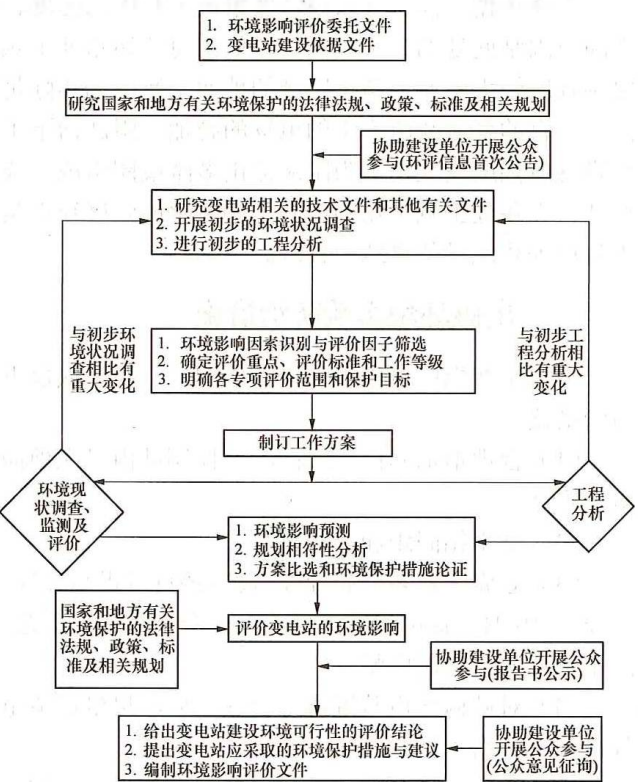 1. 环境影响评价委托文件
2. 变电站建设依据文件
研究国家和地方有关环境保护的法律法规、政策、标准及相关规划
协助建设单位开展公众
参与(环评信息首次公告)
1. 研究变电站相关的技术文件和其他有关文件
2. 开展初步的环境状况调查
3. 进行初步的工程分析
与初步环
境状况调
查相比有
重大变化
与初步工
程分析相
比有重大
变化
1. 环境影响因素识别与评价因子筛选
2. 确定评价重点、评价标准和工作等级
3. 明确各专项评价范围和保护目标
制订工作方案
环境现
状调查、
监测及
评价
工程
分析
1. 环境影响预测
2. 规划相符性分析
3. 方案比选和环境保护措施论证
国家和地方有关
环境保护的法律
法规、政策、标
准及相关规划
评价变电站的环境影响
协助建设单位开展公众
参与(报告书公示)
1. 给出变电站建设环境可行性的评价结论
2. 提出变电站应采取的环境保护措施与建议
3. 编制环境影响评价文件
协助建设单位
开展公众参与
(公众意见征询)